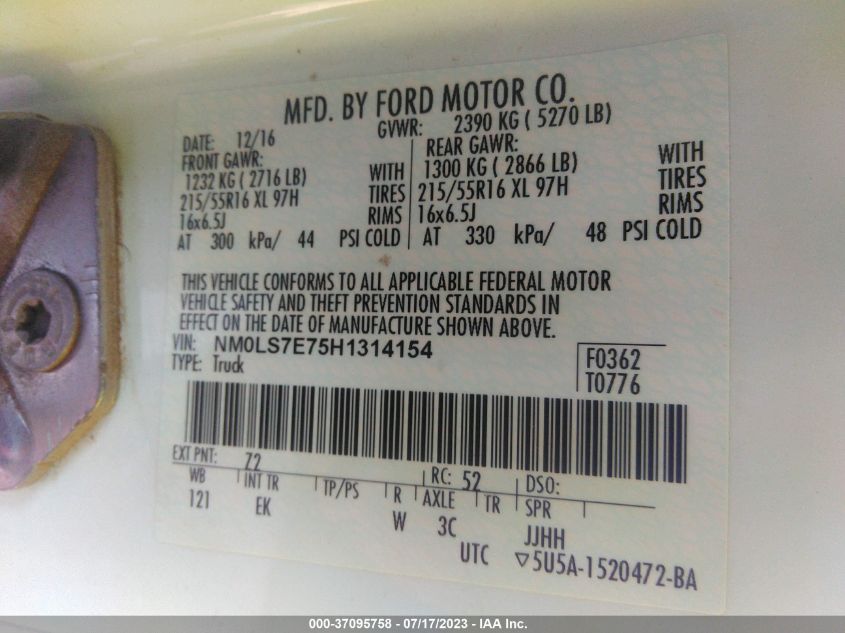 MFD. BY FORD MOTOR CO.
DATE: 12/16 GVWR: 2390 KG ( 5270 LB)
FRONT GAWR: REAR GAWR:
1232 KG ( 2716 LB) WITH 1300 KG ( 2866 LB) WITH
215/55R16 XL 97H TIRES 215/55R16 XL 97H TIRES
16x6.5J RIMS 16x6.5J RIMS
AT 300 kPa/ 44 PSI COLD AT 330 kPa/ 48 PSI COLD
THIS VEHICLE CONFORMS TO ALL APPLICABLE FEDERAL MOTOR
VEHICLE SAFETY AND THEFT PREVENTION STANDARDS IN
EFFECT ON THE DATE OF MANUFACTURE SHOWN ABOVE.
VIN: NM0LS7E75H1314154
TYPE: Truck
F0362
T0776
EXT PNT: 72 RC: 52 DSO:
WB INT TR TP/PS R AXLE TR SPR
121 EK W 3C JJHH
UTC ▽5U5A-1520472-BA
000-37095758 - 07/17/2023 - IAA Inc.